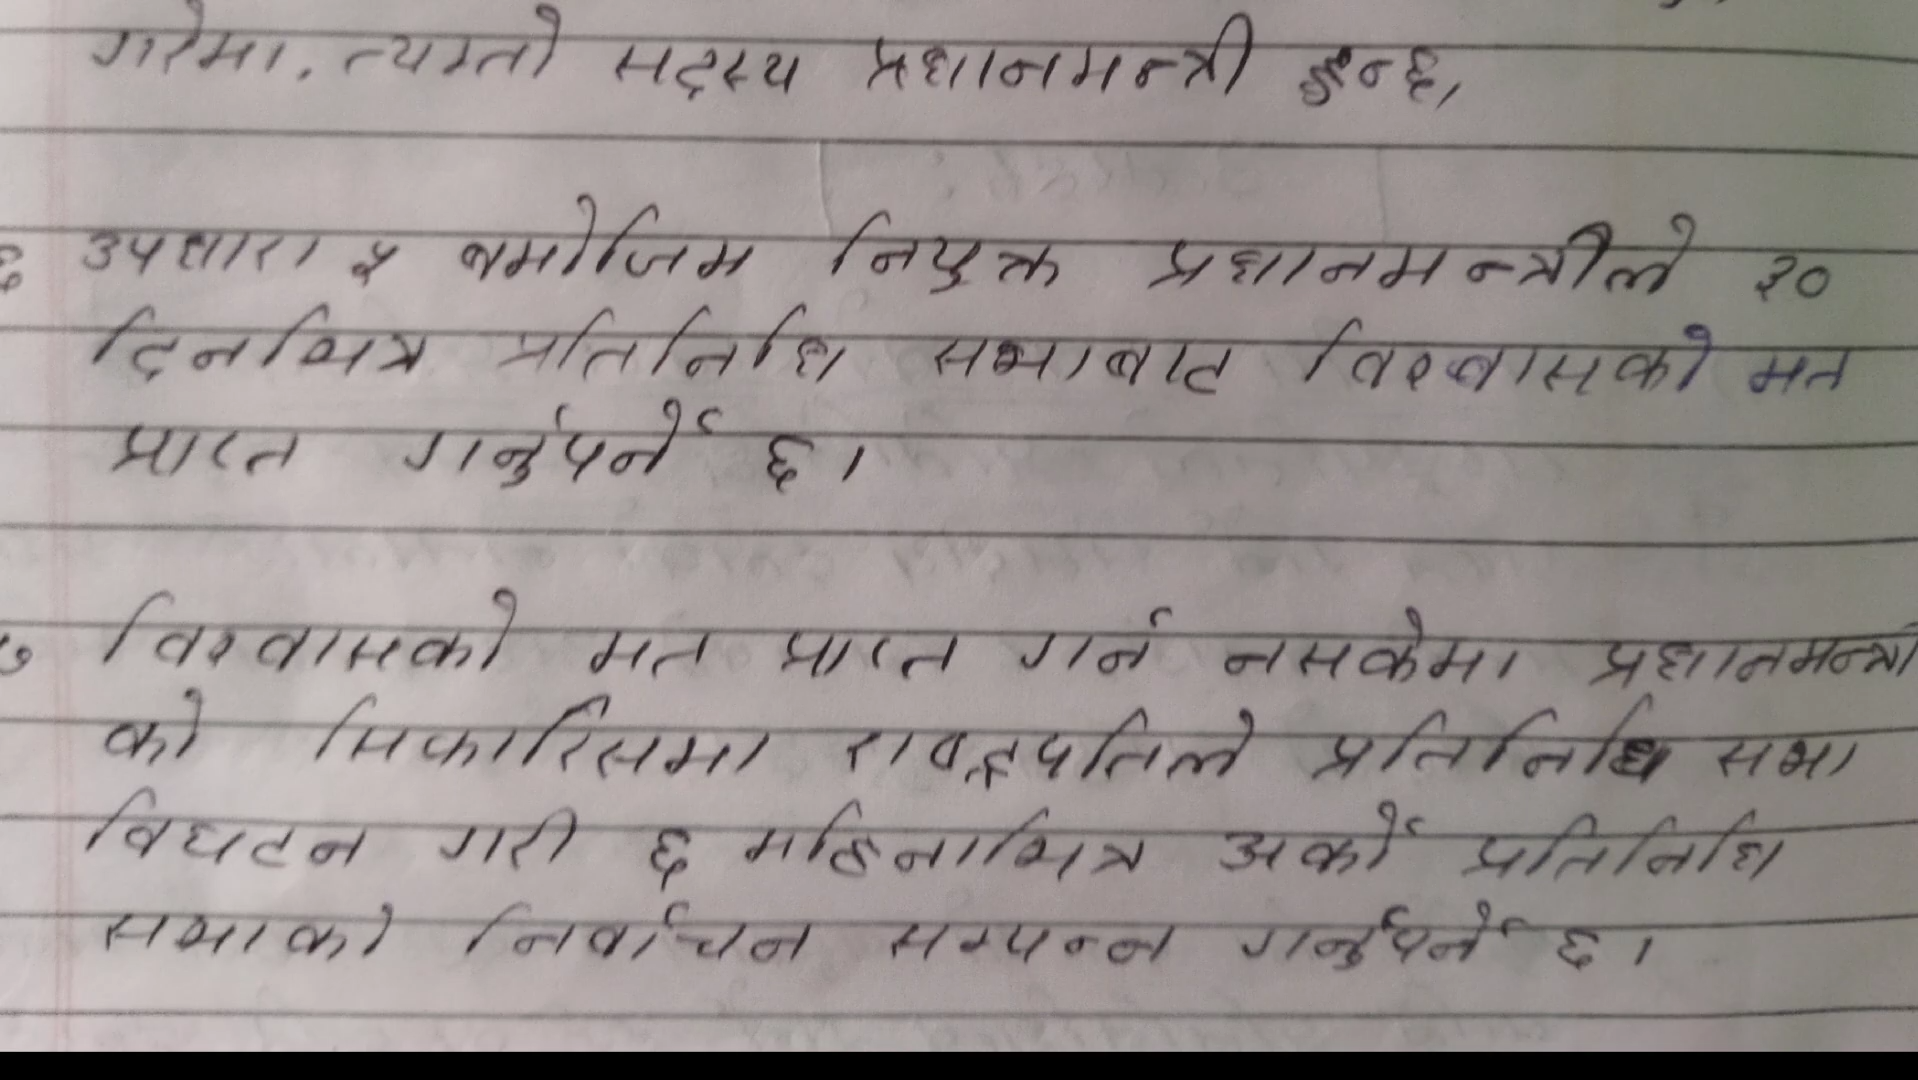 गरेमा. त्यस्तो सदस्य प्रधानमन्त्री हुन्छ,
६ उपधारा ५ बमोजिम नियुक्त प्रधानमन्त्रीले ३०
दिनभित्र प्रतिनिधि सभाबाट विश्वासको मत
प्राप्त गर्नुपर्ने छ।
७ विश्वासको मत प्राप्त गर्न नसकेमा प्रधानमन्त्री
को सिफारिसमा राष्ट्रपतिले प्रतिनिधि सभा
विघटन गरी ६ महिनाभित्र अर्को प्रतिनिधि
सभाको निर्वाचन सम्पन्न गर्नुपर्ने छ।